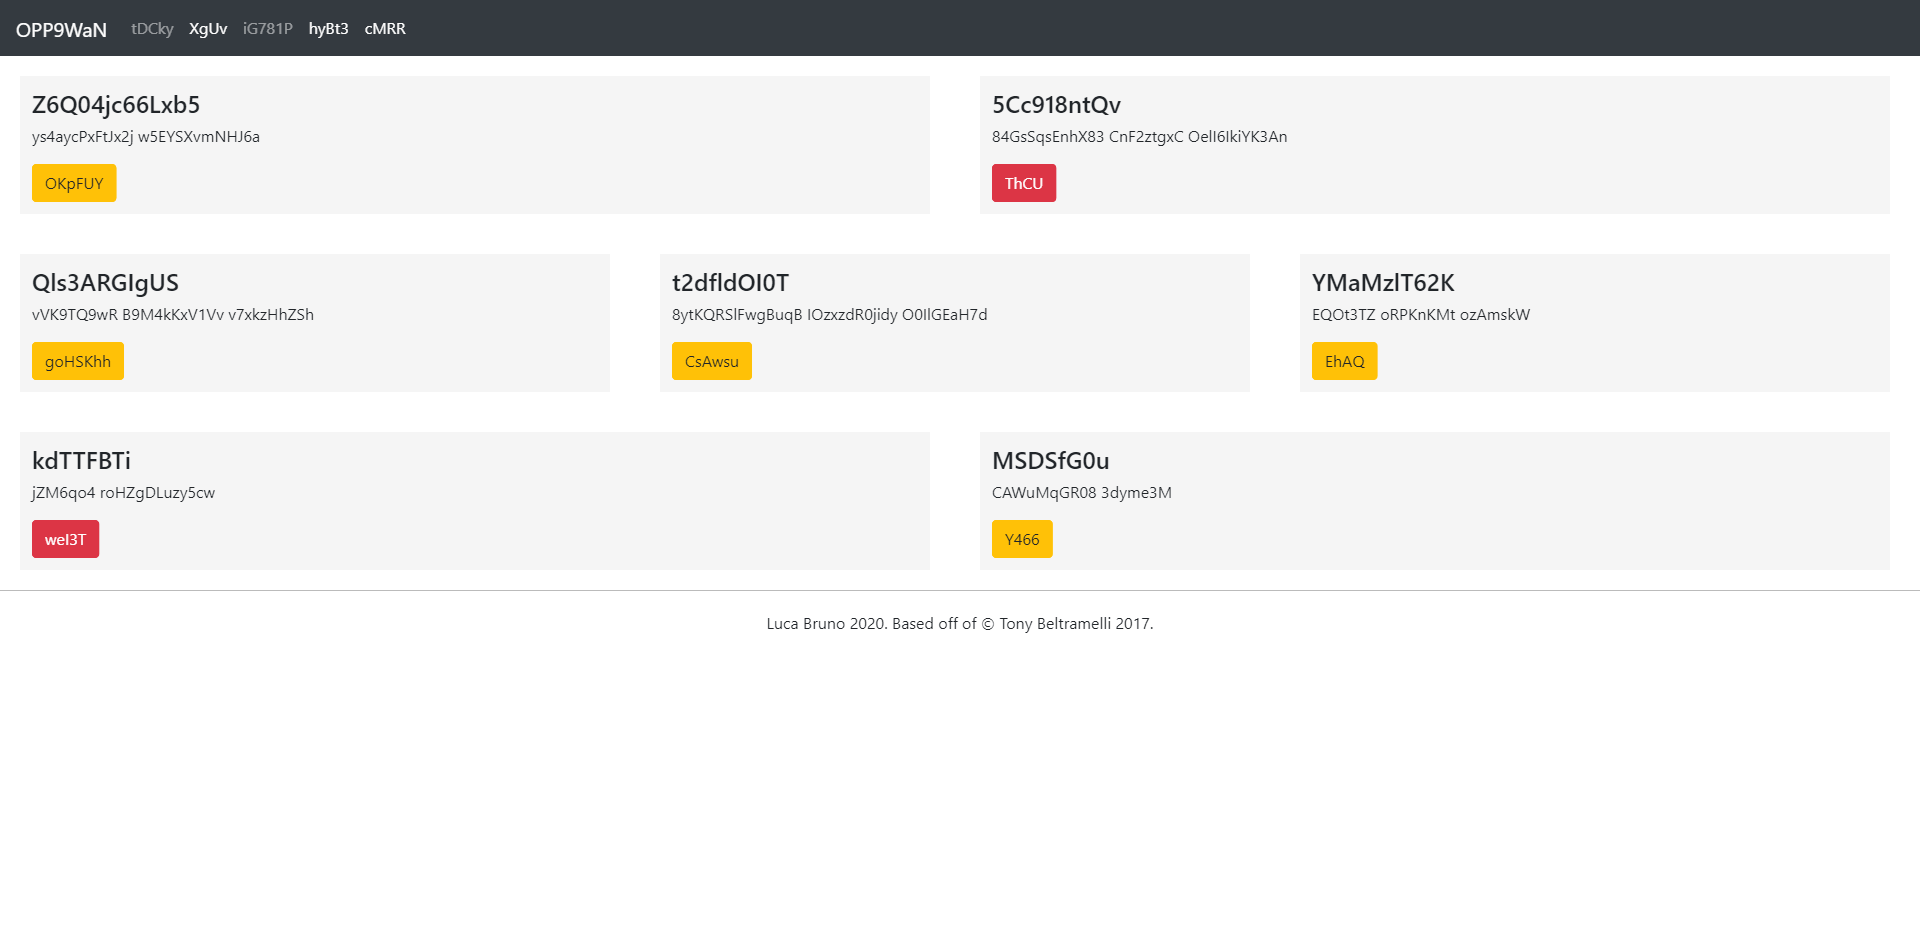 OPP9WaN tDCky XgUv iG781P hyBt3 cMRR
Z6Q04jc66Lxb5
ys4aycPxFtJx2j w5EYSXvmNHJ6a
OKpFUY
5Cc918ntQv
84GsSqsEnhX83 CnF2ztgxC OelI6IkiYK3An
ThCU
Qls3ARGIgUS
vVK9TQ9wR B9M4kKxV1Vv v7xkzHhZSh
goHSKhh
t2dfldOI0T
8ytKQRSlFwgBuqB IOzxzdR0jidy O0IlGEaH7d
CsAwsu
YMaMzlT62K
EQOt3TZ oRPKnKMt ozAmskW
EhAQ
kdTTFBTi
jZM6qo4 roHZgDLuzy5cw
weI3T
MSDSfG0u
CAWuMqGR08 3dyme3M
Y466
Luca Bruno 2020. Based off of © Tony Beltramelli 2017.